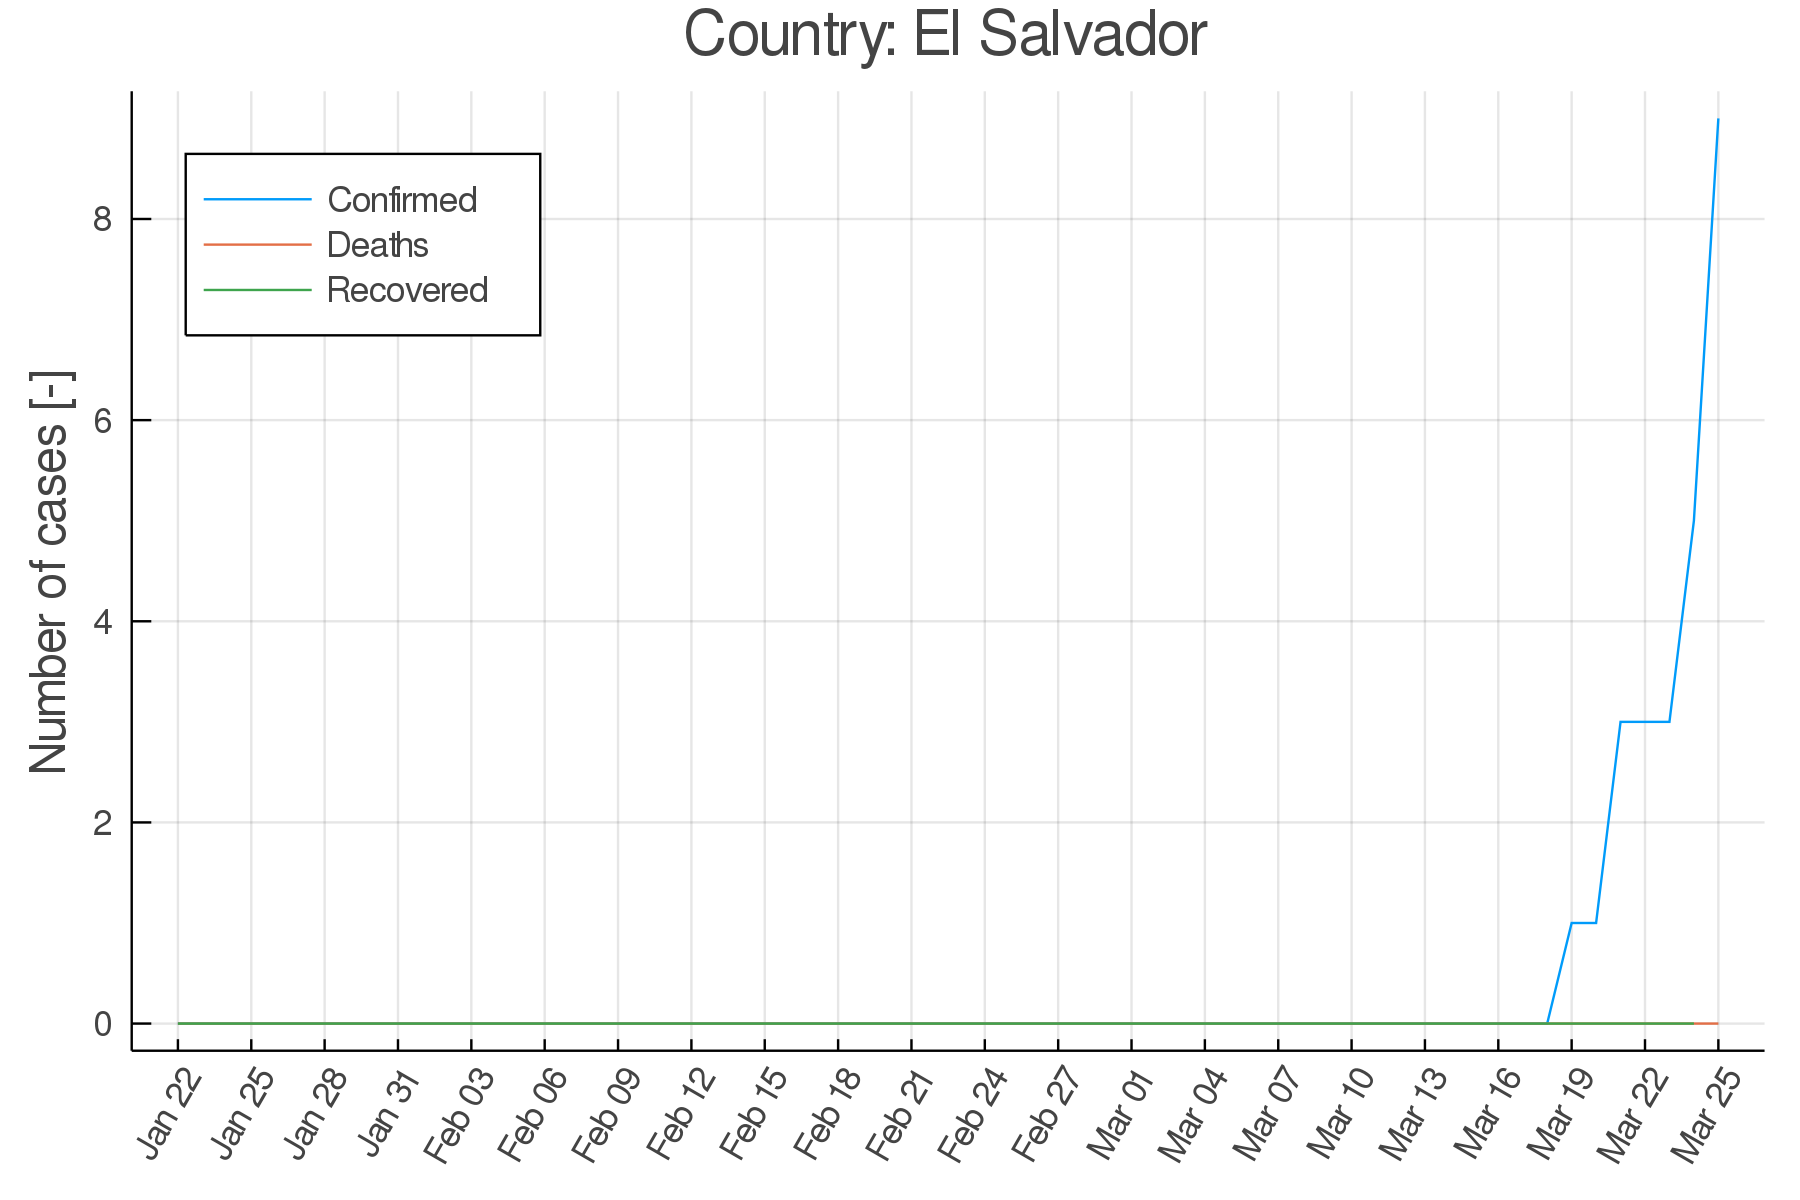 Country: El Salvador
Confirmed
Deaths
Recovered
Number of cases [-]
8
6
4
2
0
Jan 22
Jan 25
Jan 28
Jan 31
Feb 03
Feb 06
Feb 09
Feb 12
Feb 15
Feb 18
Feb 21
Feb 24
Feb 27
Mar 01
Mar 04
Mar 07
Mar 10
Mar 13
Mar 16
Mar 19
Mar 22
Mar 25